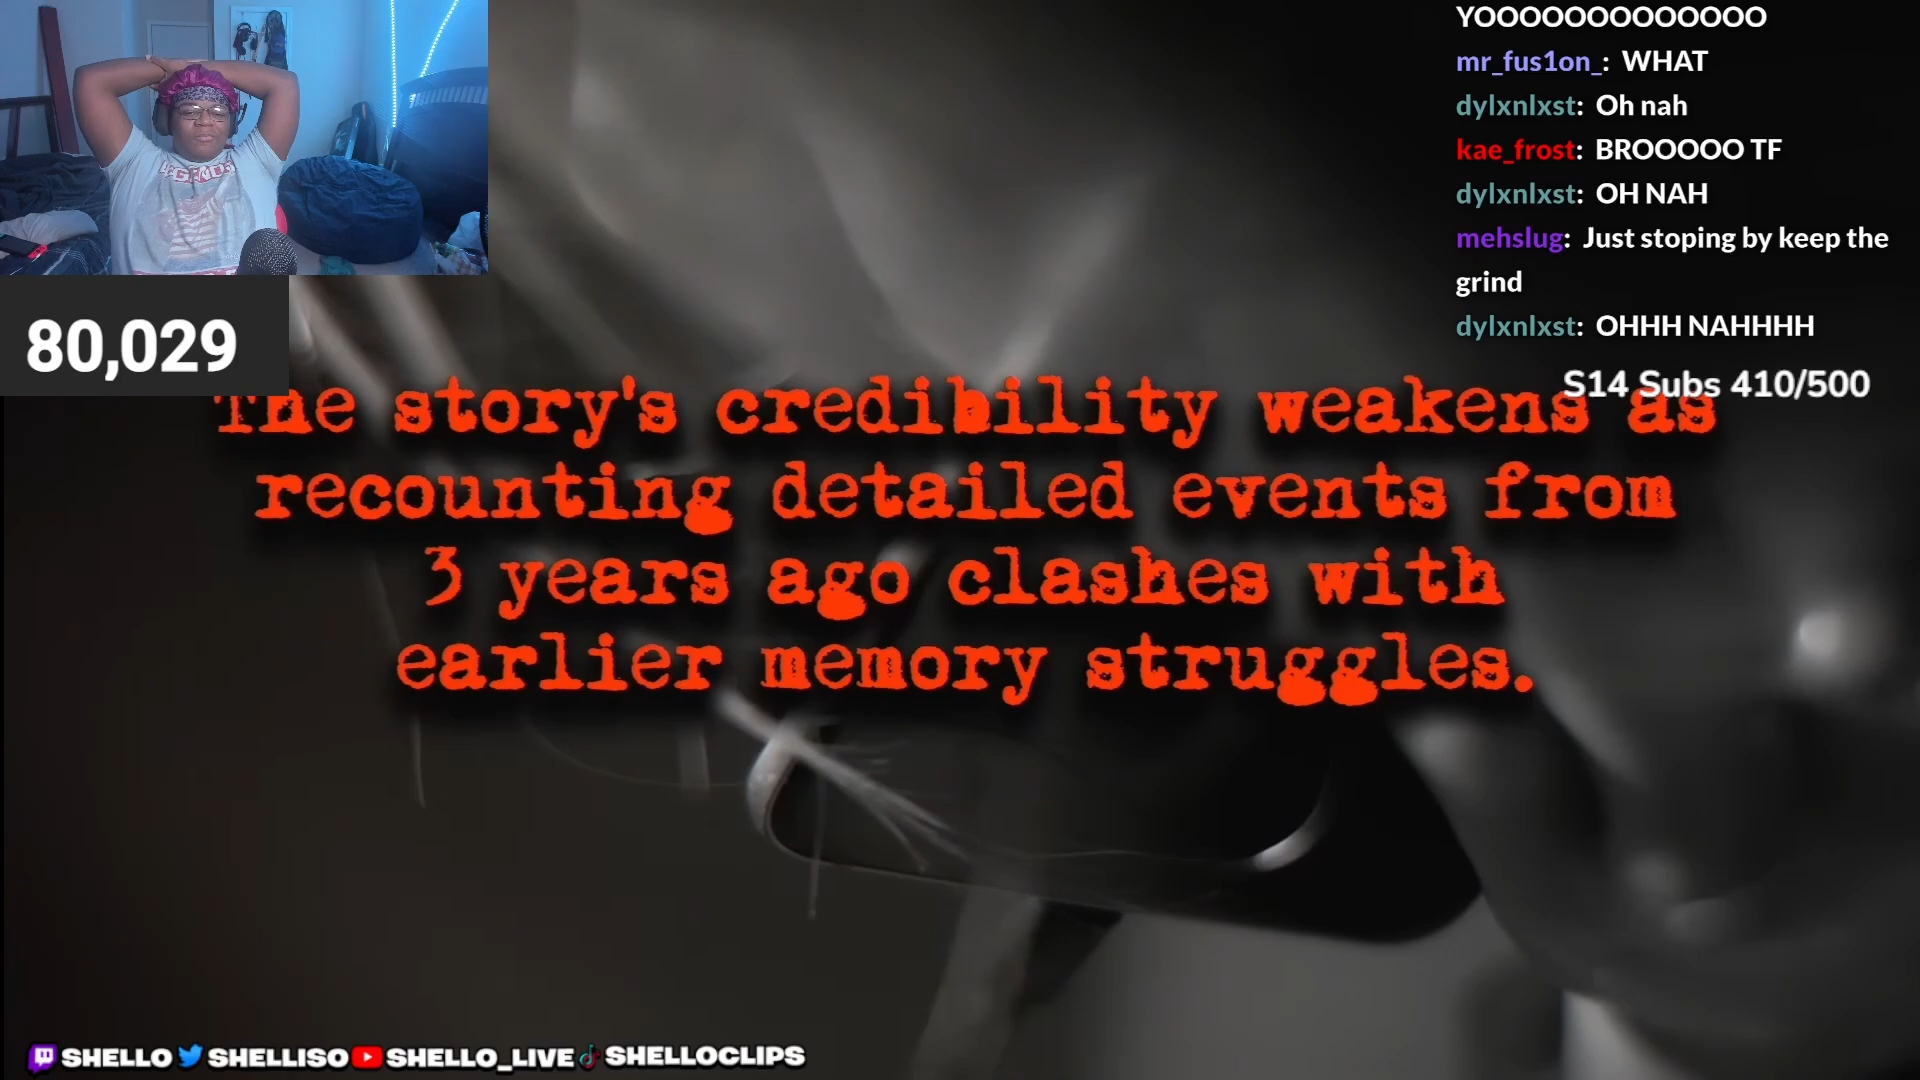 LEGENDS
80,029
YOOOOOOOOOOOOO
mr_fus1on_: WHAT
dylxnlxst: Oh nah
kae_frost: BROOOOO TF
dylxnlxst: OH NAH
mehslug: Just stoping by keep the
grind
dylxnlxst: OHHH NAHHHH
S14 Subs 410/500
The story's credibility weakens as
recounting detailed events from
3 years ago clashes with
earlier memory struggles.
SHELLO SHELLISO SHELLO_LIVE SHELLOCLIPS